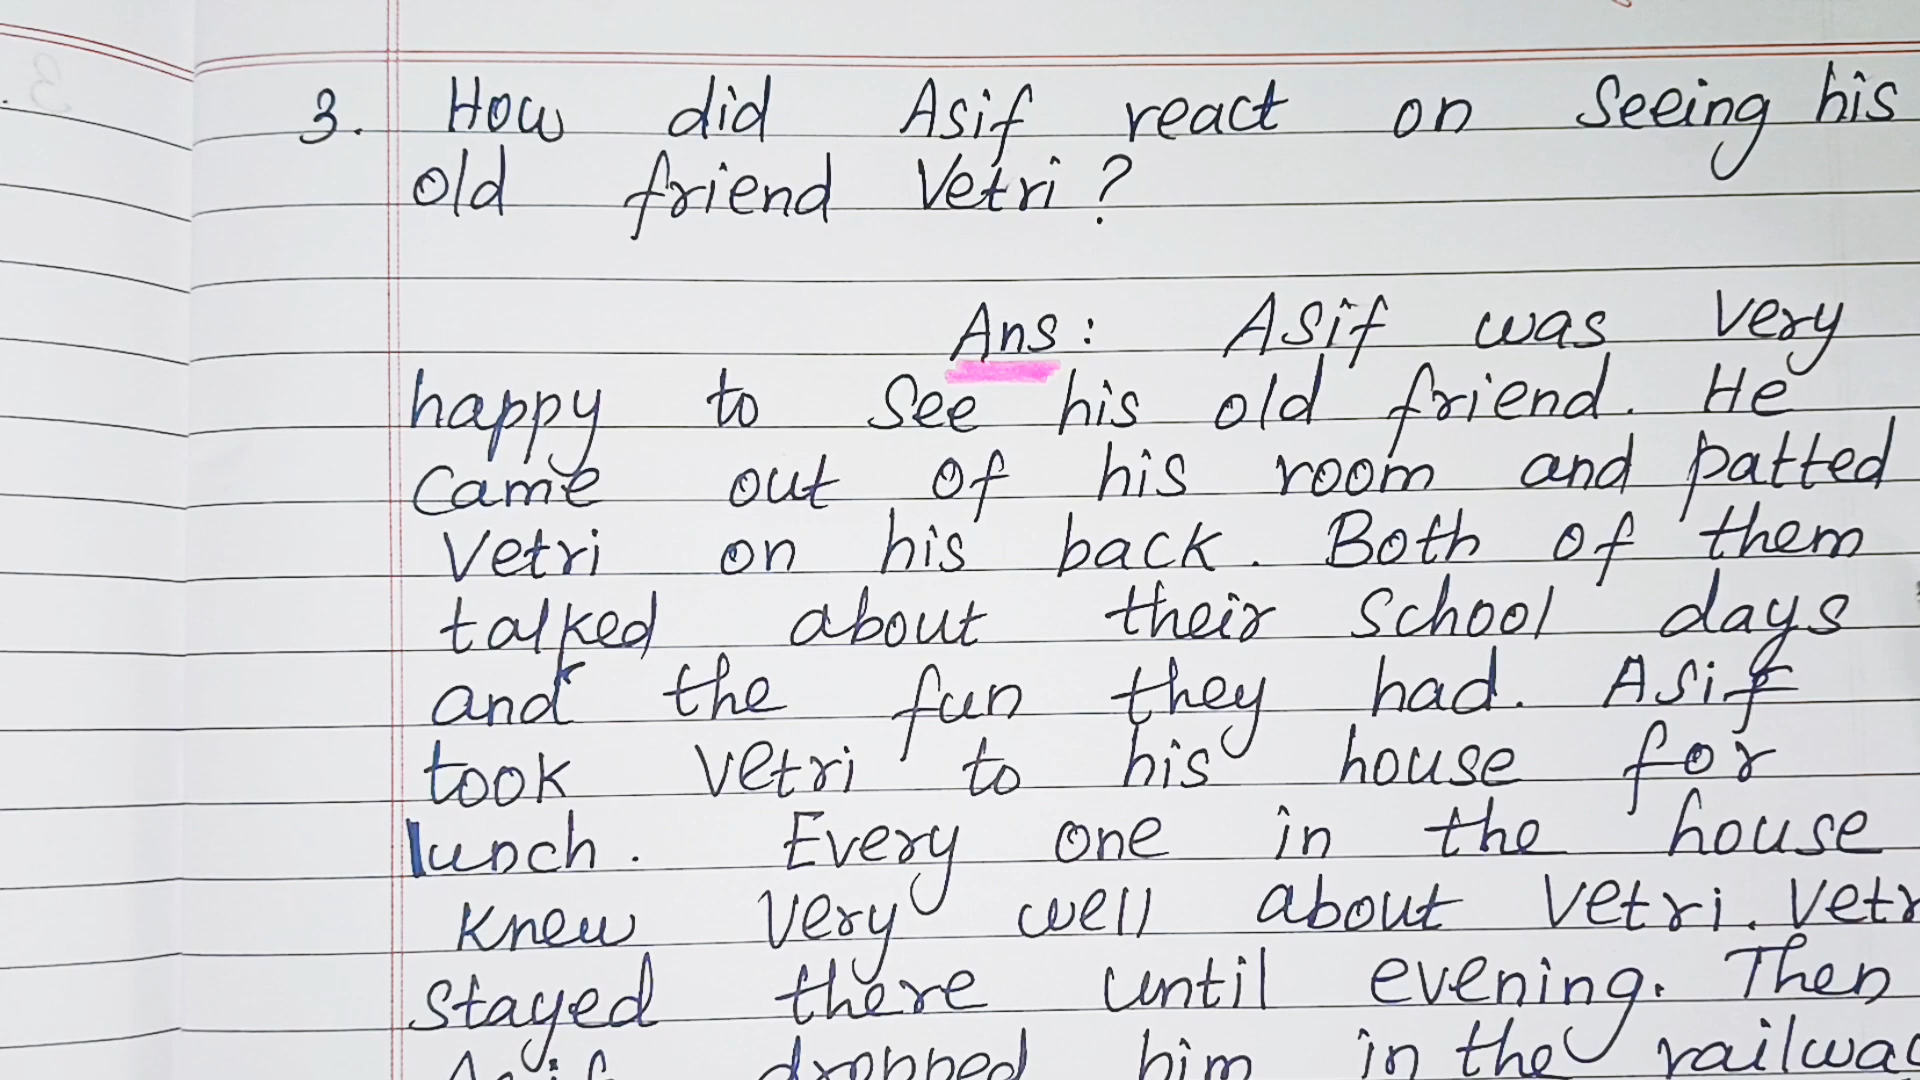 3. How did Asif react on Seeing his
old friend Vetri?
Ans: Asif was very
happy to See his old friend. He
Came out of his room and patted
Vetri on his back. Both of them
talked about their School days
and the fun they had. Asif
took Vetri to his house for
lunch. Every one in the house
Knew very well about Vetri.
Stayed there until evening. Then
Asif dropped him in the